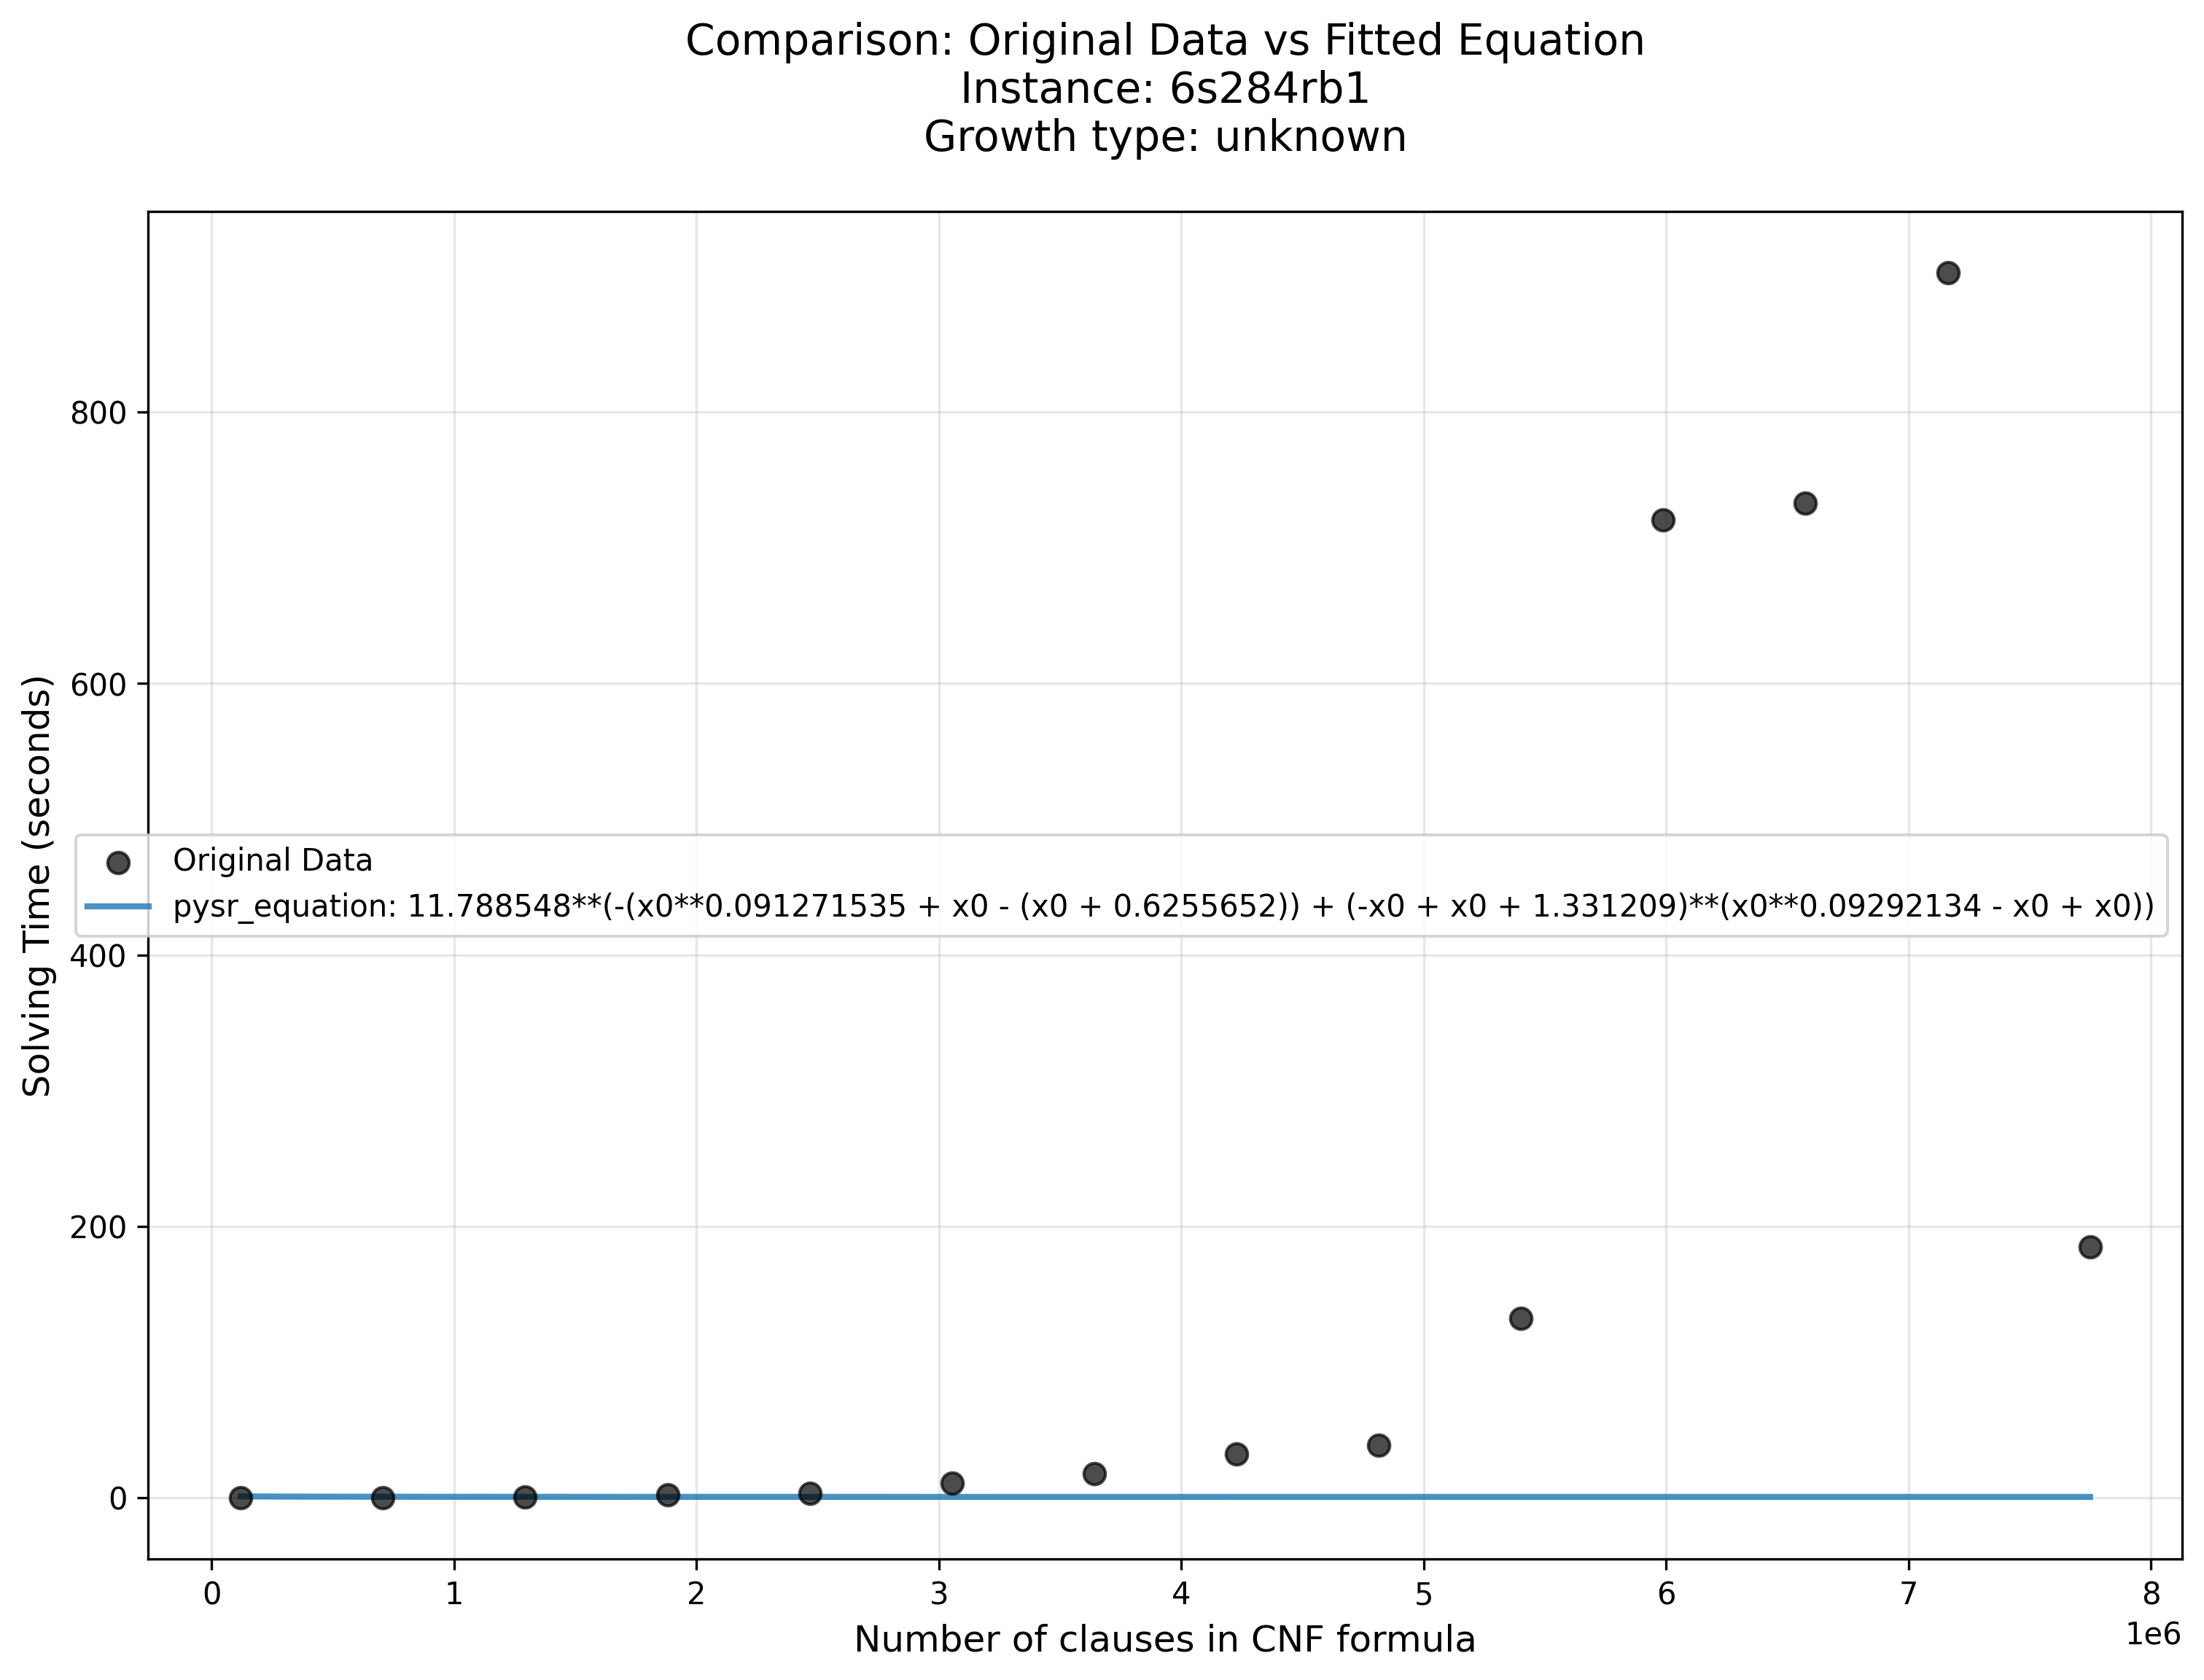 Comparison: Original Data vs Fitted Equation
Instance: 6s284rb1
Growth type: unknown
800
600
400
200
0
Solving Time (seconds)
Original Data
pysr_equation: 11.788548**(-(x0**0.091271535 + x0 - (x0 + 0.6255652)) + (-x0 + x0 + 1.331209)**(x0**0.09292134 - x0 + x0))
0 1 2 3 4 5 6 7 8
1e6
Number of clauses in CNF formula